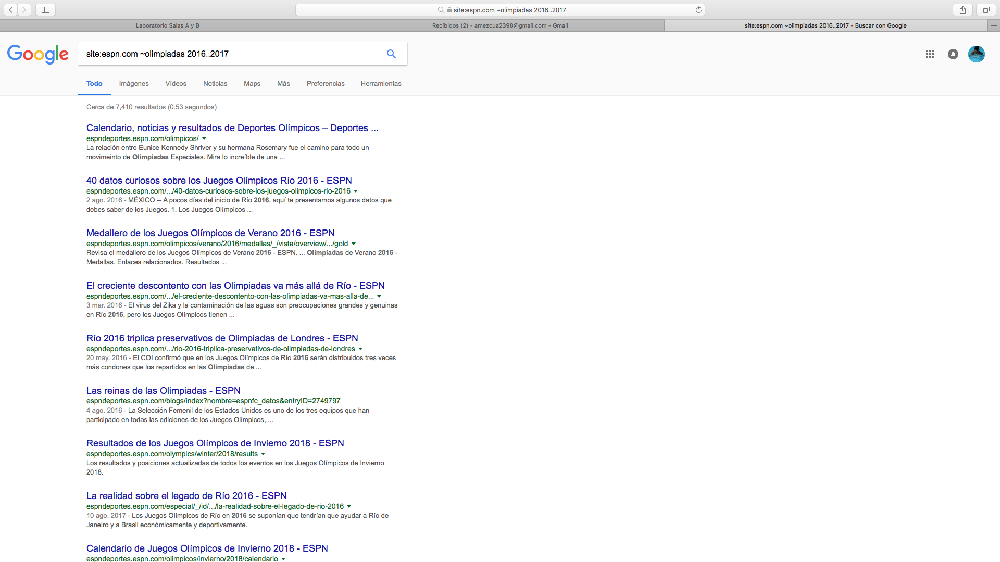 site:espn.com ~olimpiadas 2016..2017
Laboratorio Salas A y B
Recibidos (2) - amezcua2398@gmail.com - Gmail
site:espn.com ~olimpiadas 2016..2017 - Buscar con Google
Google
site:espn.com ~olimpiadas 2016..2017
Todo Imágenes Vídeos Noticias Maps Más Preferencias Herramientas
Cerca de 7,410 resultados (0.53 segundos)
Calendario, noticias y resultados de Deportes Olímpicos – Deportes ...
espndeportes.espn.com/olimpicos/
La relación entre Eunice Kennedy Shriver y su hermana Rosemary fue el camino para todo un
movimeinto de Olimpiadas Especiales. Mira lo increíble de una ...
40 datos curiosos sobre los Juegos Olímpicos Río 2016 - ESPN
espndeportes.espn.com/.../40-datos-curiosos-sobre-los-juegos-olimpicos-rio-2016
2 ago. 2016 - MÉXICO -- A pocos días del inicio de Río 2016, aquí te presentamos algunos datos que
debes saber de los Juegos. 1. Los Juegos Olímpicos ...
Medallero de los Juegos Olímpicos de Verano 2016 - ESPN
espndeportes.espn.com/olimpicos/verano/2016/medallas/_/vista/overview/.../gold
Revisa el medallero de los Juegos Olímpicos de Verano 2016 - ESPN. ... Olimpiadas de Verano 2016 -
Medallas. Enlaces relacionados. Resultados ...
El creciente descontento con las Olimpiadas va más allá de Río - ESPN
espndeportes.espn.com/.../el-creciente-descontento-con-las-olimpiadas-va-mas-alla-de...
3 mar. 2016 - El virus del Zika y la contaminación de las aguas son preocupaciones grandes y genuinas
en Río 2016, pero los Juegos Olímpicos tienen ...
Río 2016 triplica preservativos de Olimpiadas de Londres - ESPN
espndeportes.espn.com/.../rio-2016-triplica-preservativos-de-olimpiadas-de-londres
20 may. 2016 - El COI confirmó que en los Juegos Olímpicos de Río 2016 serán distribuidos tres veces
más condones que los repartidos en las Olimpiadas de ...
Las reinas de las Olimpiadas - ESPN
espndeportes.espn.com/blogs/index?nombre=espnfc_datos&entryID=2749797
4 ago. 2016 - La Selección Femenil de los Estados Unidos es uno de los tres equipos que han
participado en todas las ediciones de los Juegos Olímpicos, ...
Resultados de los Juegos Olímpicos de Invierno 2018 - ESPN
espndeportes.espn.com/olympics/winter/2018/results
Los resultados y posiciones actualizadas de todos los eventos en los Juegos Olímpicos de Invierno
2018.
La realidad sobre el legado de Río 2016 - ESPN
espndeportes.espn.com/especial/_/id/.../la-realidad-sobre-el-legado-de-rio-2016
10 ago. 2017 - Los Juegos Olímpicos de Río en 2016 se suponían que tendrían que ayudar a Río de
Janeiro y a Brasil económicamente y deportivamente.
Calendario de Juegos Olímpicos de Invierno 2018 - ESPN
espndeportes.espn.com/olimpicos/invierno/2018/calendario